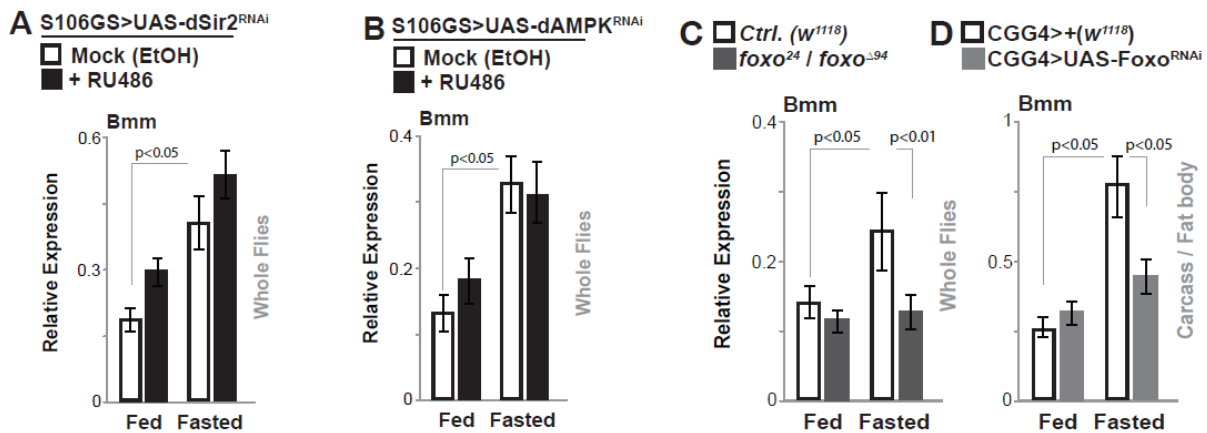 A S106GS>UAS-dSir2RNAi
Mock (EtOH)
+ RU486
Bmm
0.6
0.3
0
p<0.05
Relative Expression
Whole Flies
Fed Fasted
B S106GS>UAS-dAMPKRNAi
Mock (EtOH)
+ RU486
Bmm
0.4
0.2
0
p<0.05
Relative Expression
Whole Flies
Fed Fasted
C Ctrl. (w1118)
foxo24 / foxoΔ94
Bmm
0.4
0.2
0
p<0.05
p<0.01
Relative Expression
Whole Flies
Fed Fasted
D CGG4>+(w1118)
CGG4>UAS-FoxoRNAi
Bmm
1
0.5
0
p<0.05
p<0.05
Carcass / Fat body
Fed Fasted